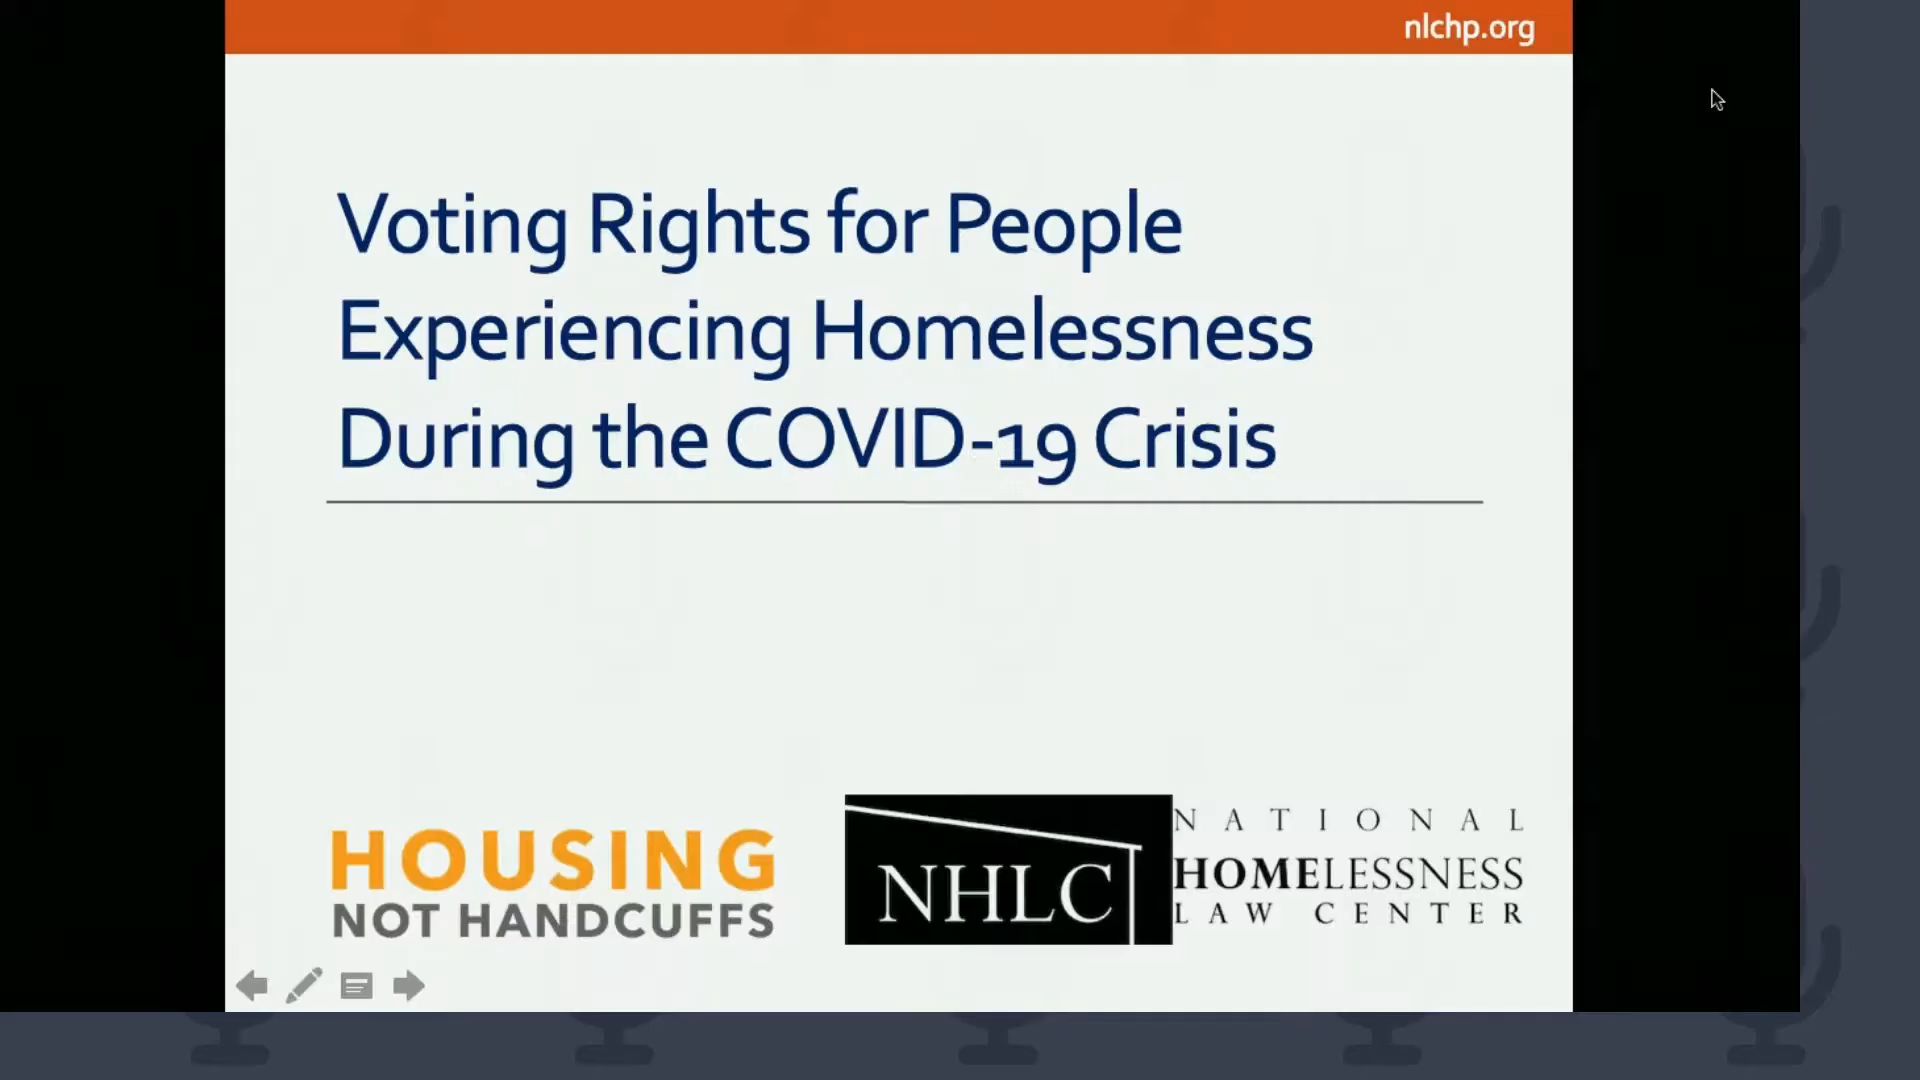 nlchp.org
Voting Rights for People
Experiencing Homelessness
During the COVID-19 Crisis
HOUSING
NOT HANDCUFFS
NHLC
NATIONAL
HOMELESSNESS
LAW CENTER